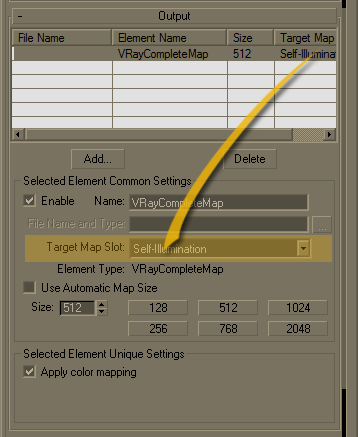 - Output
File Name Element Name Size Target Map
VRayCompleteMap 512 Self-Illumina
Add... Delete
Selected Element Common Settings
Enable Name: VRayCompleteMap
File Name and Type: ...
Target Map Slot: Self-Illumination
Element Type: VRayCompleteMap
Use Automatic Map Size
Size: 512 128 512 1024
256 768 2048
Selected Element Unique Settings
Apply color mapping